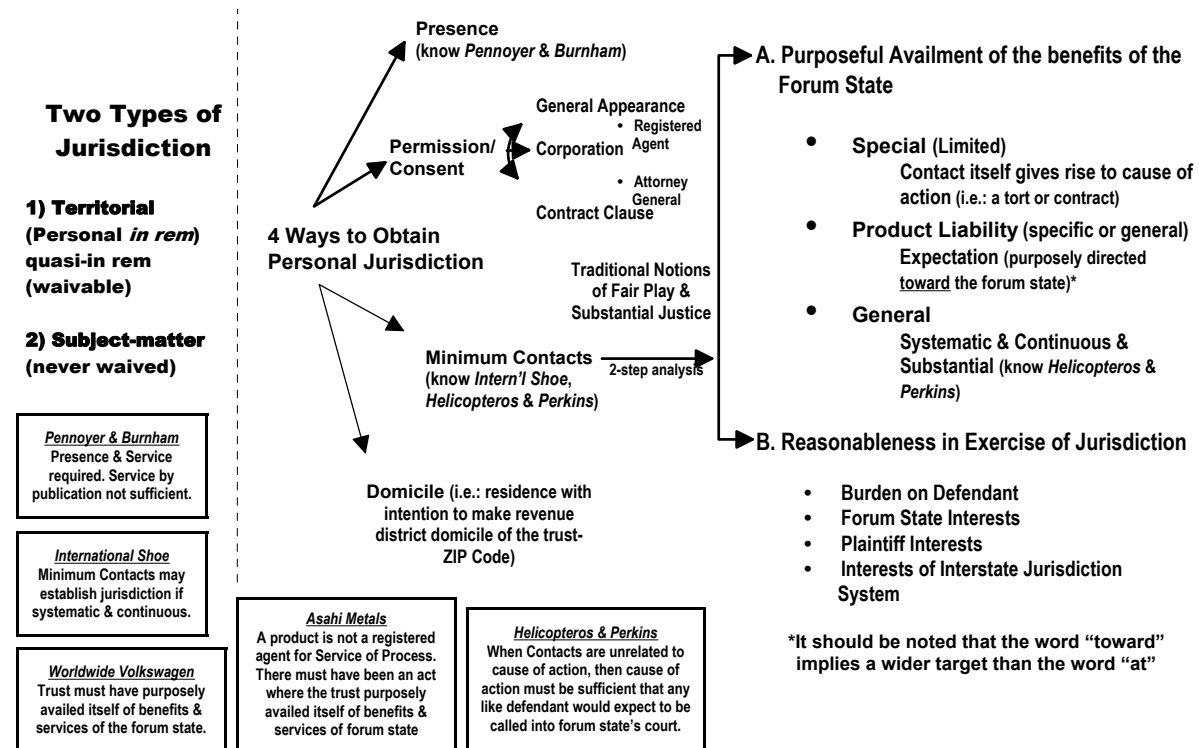 Two Types of
Jurisdiction
1) Territorial
(Personal in rem)
quasi-in rem
(waivable)
2) Subject-matter
(never waived)
Pennoyer & Burnham
Presence & Service
required. Service by
publication not sufficient.
International Shoe
Minimum Contacts may
establish jurisdiction if
systematic & continuous.
Worldwide Volkswagen
Trust must have purposely
availed itself of benefits &
services of the forum state.
4 Ways to Obtain
Personal Jurisdiction
Presence
(know Pennoyer & Burnham)
Permission/
Consent
General Appearance
• Registered
Agent
Corporation
• Attorney
General
Contract Clause
Traditional Notions
of Fair Play &
Substantial Justice
Minimum Contacts
(know Intern'l Shoe,
Helicopteros & Perkins)
2-step analysis
Domicile (i.e.: residence with
intention to make revenue
district domicile of the trust-
ZIP Code)
Asahi Metals
A product is not a registered
agent for Service of Process.
There must have been an act
where the trust purposely
availed itself of benefits &
services of forum state
Helicopteros & Perkins
When Contacts are unrelated to
cause of action, then cause of
action must be sufficient that any
like defendant would expect to be
called into forum state's court.
A. Purposeful Availment of the benefits of the
Forum State
• Special (Limited)
Contact itself gives rise to cause of
action (i.e.: a tort or contract)
• Product Liability (specific or general)
Expectation (purposely directed
toward the forum state)*
• General
Systematic & Continuous &
Substantial (know Helicopteros &
Perkins)
B. Reasonableness in Exercise of Jurisdiction
• Burden on Defendant
• Forum State Interests
• Plaintiff Interests
• Interests of Interstate Jurisdiction
System
*It should be noted that the word “toward”
implies a wider target than the word “at”